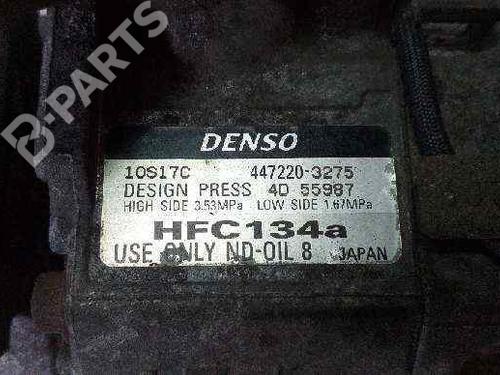 B-PARTS
DENSO
10S17C 447220-3275
DESIGN PRESS 4D 55987
HIGH SIDE 3.53MPa LOW SIDE 1.67MPa
HFC134a
USE ONLY ND-OIL 8 JAPAN